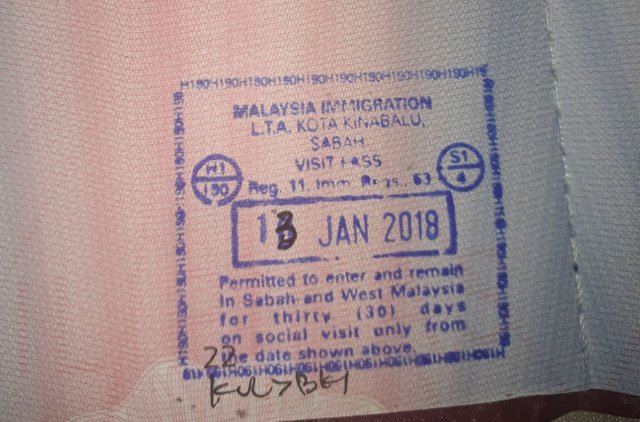 H190H190H190H190H190H190H190H190H190H19
MALAYSIA IMMIGRATION
L.T.A. KOTA KINABALU,
SABAH
VISIT PASS
H1
190
Reg. 11. Imm. Regs. 63
S1
4
JAN 2018
Permitted to enter and remain
in Sabah and West Malaysia
for thirty (30) days
on social visit only from
the date shown above.
22